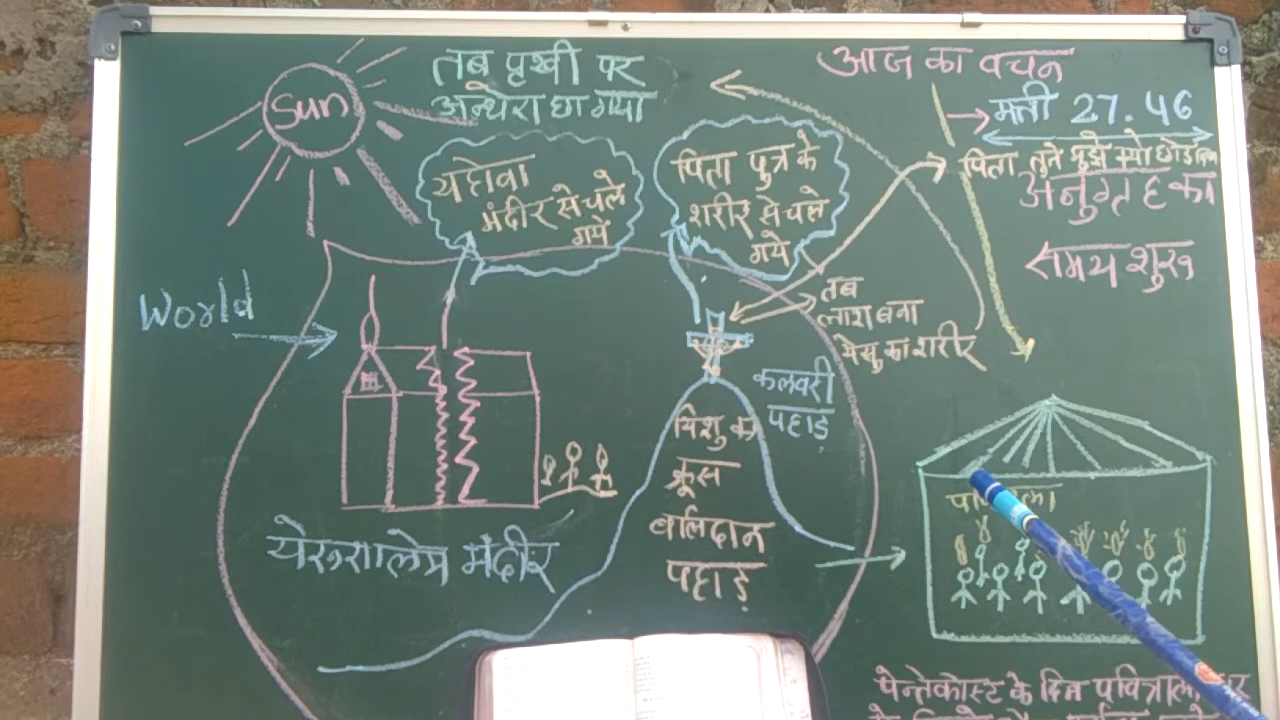 तब पृथ्वी पर
अन्धेरा छा गया
आज का वचन
मत्ती 27.46
पिता तुने मुझे क्यो छोड़
अनुग्रह का
समय शुरू
Sun
यहोवा
मंदीर से चले
गये
पिता पुत्र के
शरीर से चले
गये
World
तब
लाश बना
येसु का शरीर
कलवरी
पहाड़
यिशु का
क्रूस
बलिदान
पहाड़
येरुशालेम मंदीर
पेन्तेकोस्ट के दिन